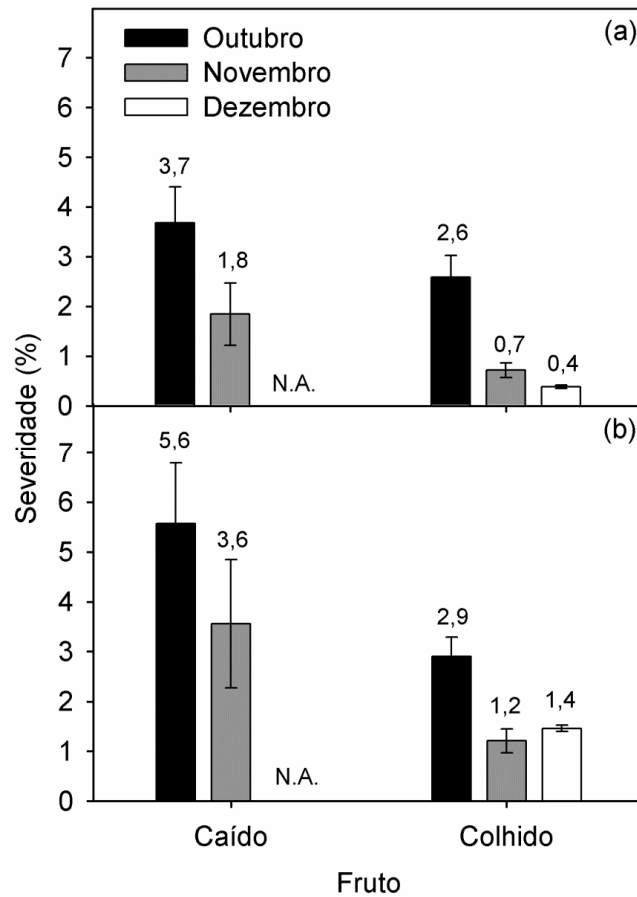 (a)
Outubro
Novembro
Dezembro
7
6
5
4
3
2
1
0
3,7
1,8
N.A.
2,6
0,7
0,4
Severidade (%)
(b)
7
6
5
4
3
2
1
0
5,6
3,6
N.A.
2,9
1,2
1,4
Caído
Colhido
Fruto